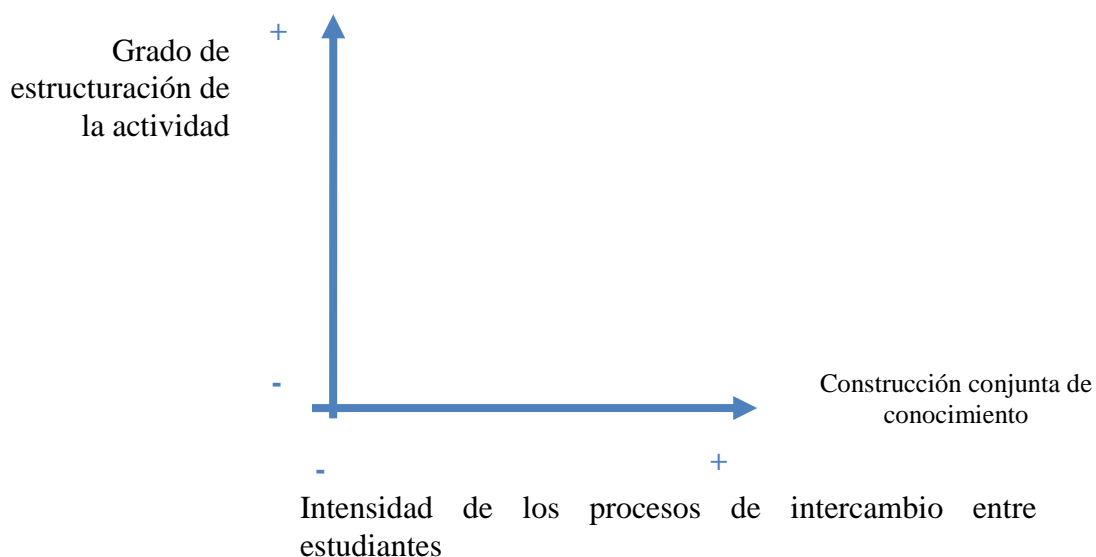 +
Grado de
estructuración de
la actividad
-
Construcción conjunta de
conocimiento
-
+
Intensidad de los procesos de intercambio entre
estudiantes